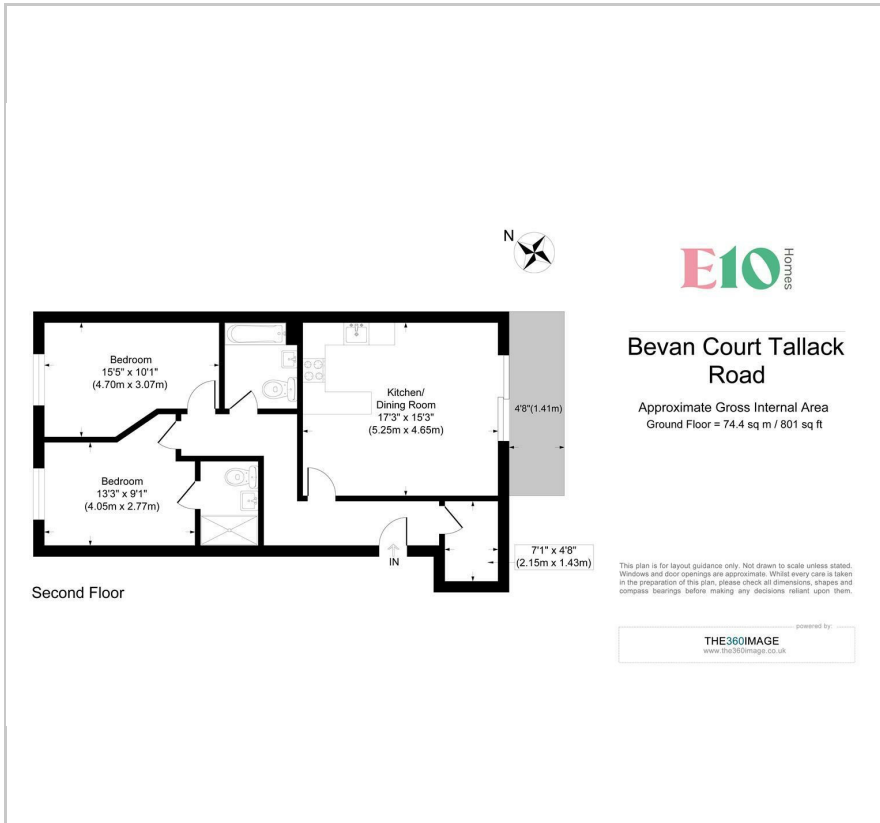 N
E10
Homes
Bevan Court Tallack
Road
Approximate Gross Internal Area
Ground Floor = 74.4 sq m / 801 sq ft
Bedroom
15'5" x 10'1"
(4.70m x 3.07m)
Kitchen/
Dining Room
17'3" x 15'3"
(5.25m x 4.65m)
4'8"(1.41m)
Bedroom
13'3" x 9'1"
(4.05m x 2.77m)
7'1" x 4'8"
(2.15m x 1.43m)
IN
Second Floor
This plan is for layout guidance only. Not drawn to scale unless stated.
Windows and door openings are approximate. Whilst every care is taken
in the preparation of this plan, please check all dimensions, shapes and
compass bearings before making any decisions reliant upon them.
powered by:
THE360IMAGE
www.the360image.co.uk